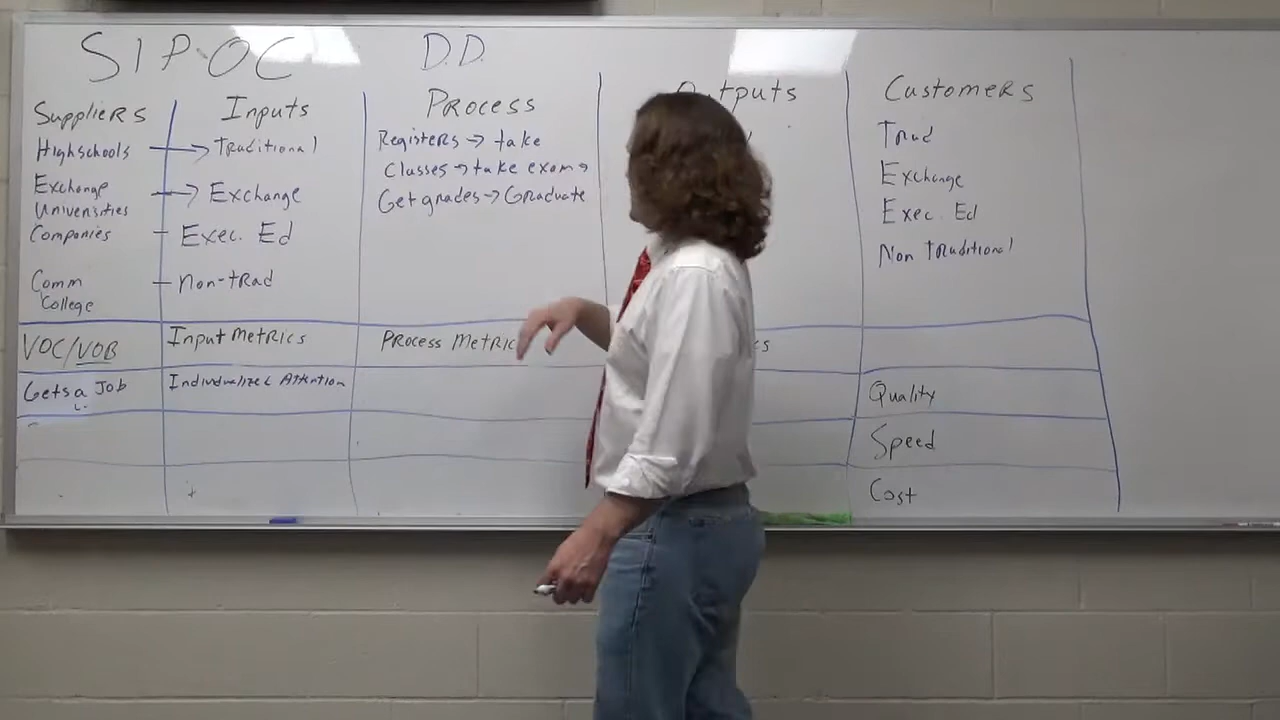 SIPOC D.D.
Suppliers
Highschools
Exchange
Universities
Companies
Comm
College
Inputs
Traditional
Exchange
Exec. Ed
Non-trad
Process
Registers → take
Classes → take exam →
Get grades → Graduate
Outputs
Customers
Trad
Exchange
Exec. Ed
Non Traditional
VOC/VOB
Input Metrics
Process Metric
Gets a Job
Individualized Attention
Quality
Speed
Cost